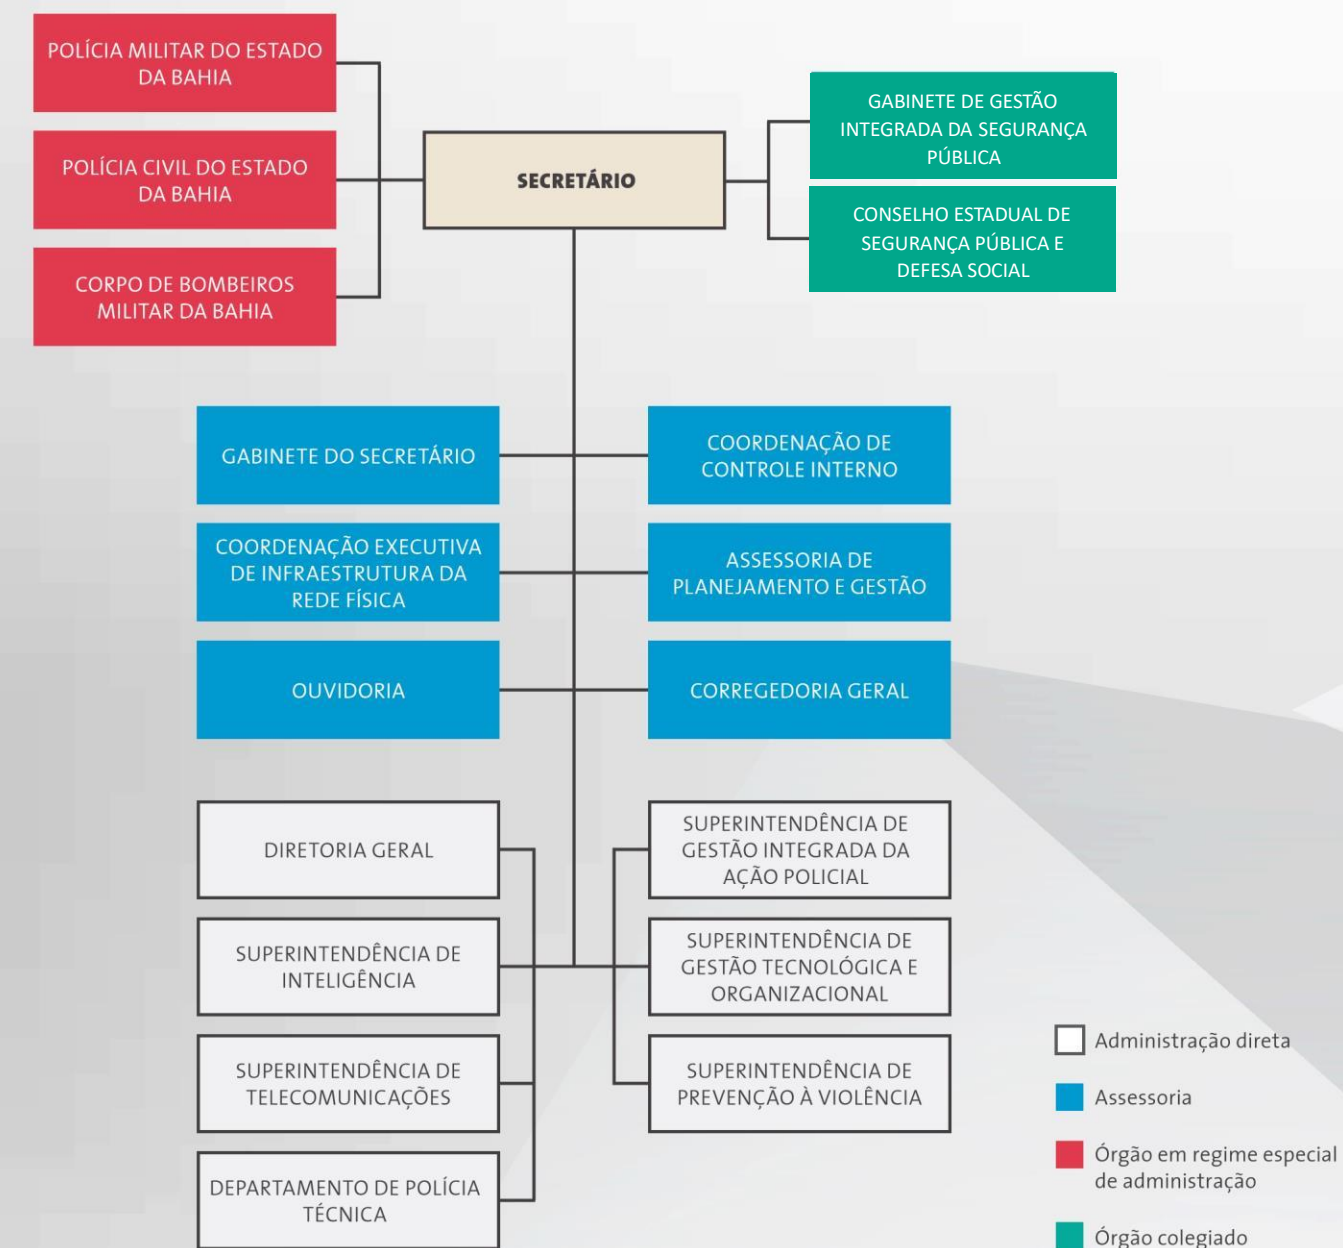 POLÍCIA MILITAR DO ESTADO
DA BAHIA
POLÍCIA CIVIL DO ESTADO
DA BAHIA
CORPO DE BOMBEIROS
MILITAR DA BAHIA
SECRETÁRIO
GABINETE DE GESTÃO
INTEGRADA DA SEGURANÇA
PÚBLICA
CONSELHO ESTADUAL DE
SEGURANÇA PÚBLICA E
DEFESA SOCIAL
GABINETE DO SECRETÁRIO
COORDENAÇÃO DE
CONTROLE INTERNO
COORDENAÇÃO EXECUTIVA
DE INFRAESTRUTURA DA
REDE FÍSICA
ASSESSORIA DE
PLANEJAMENTO E GESTÃO
OUVIDORIA
CORREGEDORIA GERAL
DIRETORIA GERAL
SUPERINTENDÊNCIA DE
GESTÃO INTEGRADA DA
AÇÃO POLICIAL
SUPERINTENDÊNCIA DE
INTELIGÊNCIA
SUPERINTENDÊNCIA DE
GESTÃO TECNOLÓGICA E
ORGANIZACIONAL
SUPERINTENDÊNCIA DE
TELECOMUNICAÇÕES
SUPERINTENDÊNCIA DE
PREVENÇÃO À VIOLÊNCIA
DEPARTAMENTO DE POLÍCIA
TÉCNICA
Administração direta
Assessoria
Órgão em regime especial
de administração
Órgão colegiado